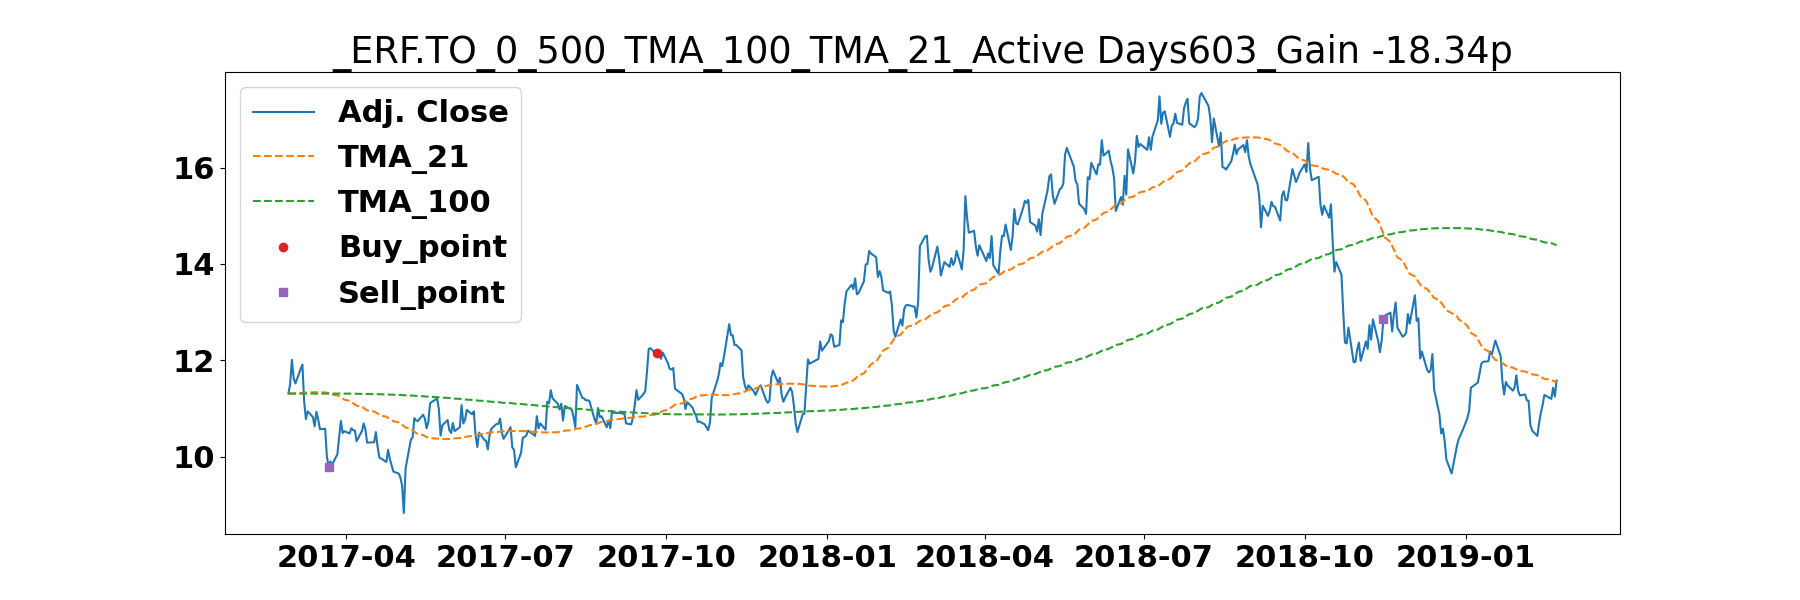 _ERF.TO_0_500_TMA_100_TMA_21_Active Days603_Gain -18.34p
Adj. Close
TMA_21
TMA_100
Buy_point
Sell_point
16
14
12
10
2017-04 2017-07 2017-10 2018-01 2018-04 2018-07 2018-10 2019-01